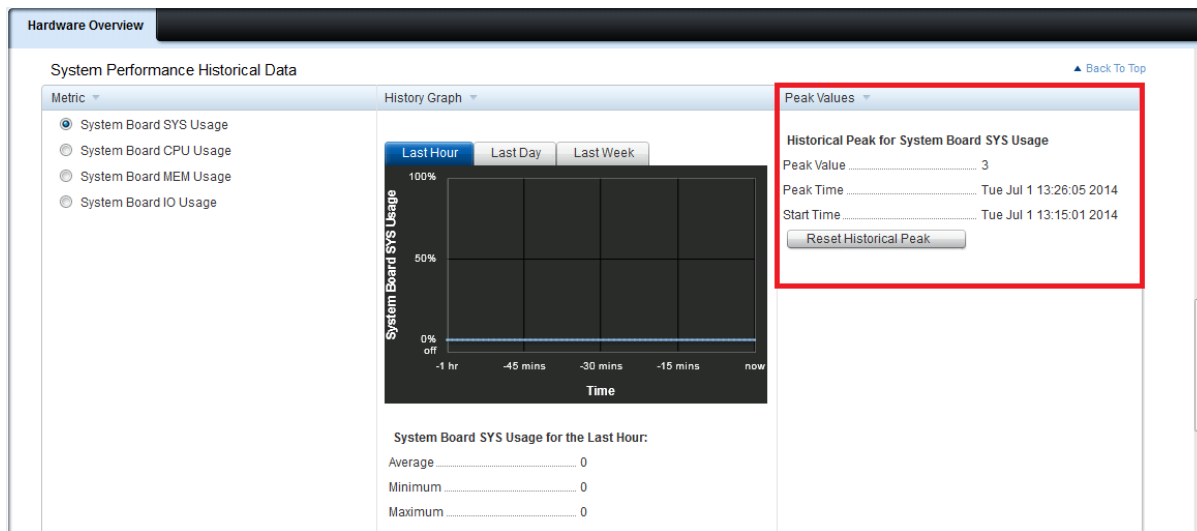 Hardware Overview
System Performance Historical Data
Back To Top
Metric
System Board SYS Usage
System Board CPU Usage
System Board MEM Usage
System Board IO Usage
History Graph
Last Hour Last Day Last Week
System Board SYS Usage
100%
50%
0%
off
-1 hr -45 mins -30 mins -15 mins now
Time
System Board SYS Usage for the Last Hour:
Average 0
Minimum 0
Maximum 0
Peak Values
Historical Peak for System Board SYS Usage
Peak Value 3
Peak Time Tue Jul 1 13:26:05 2014
Start Time Tue Jul 1 13:15:01 2014
Reset Historical Peak